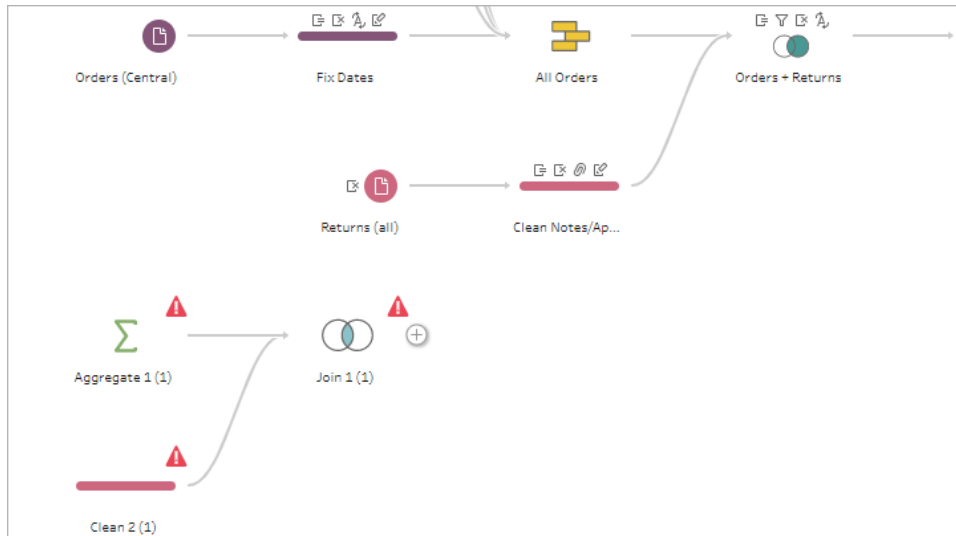 Orders (Central)
Fix Dates
All Orders
Orders + Returns
Returns (all)
Clean Notes/Ap...
Aggregate 1 (1)
Join 1 (1)
Clean 2 (1)